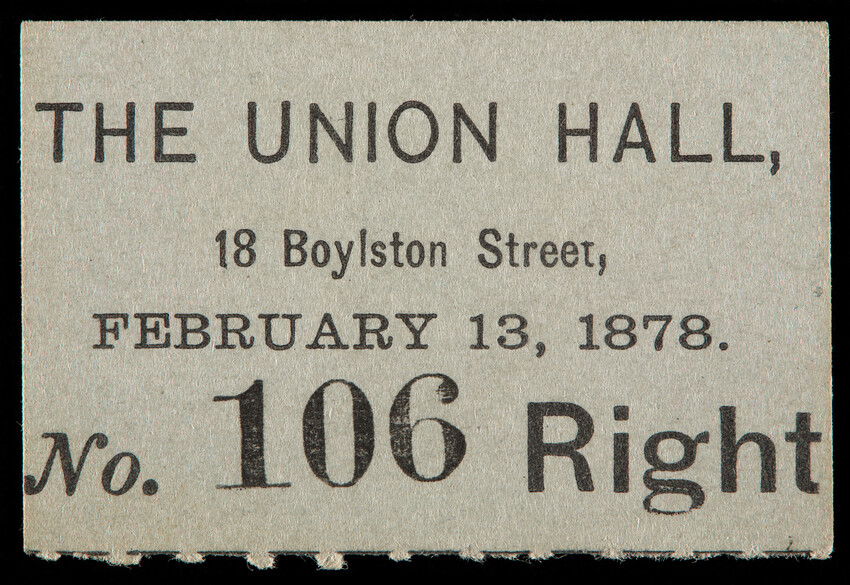 THE UNION HALL,
18 Boylston Street,
FEBRUARY 13, 1878.
No. 106 Right